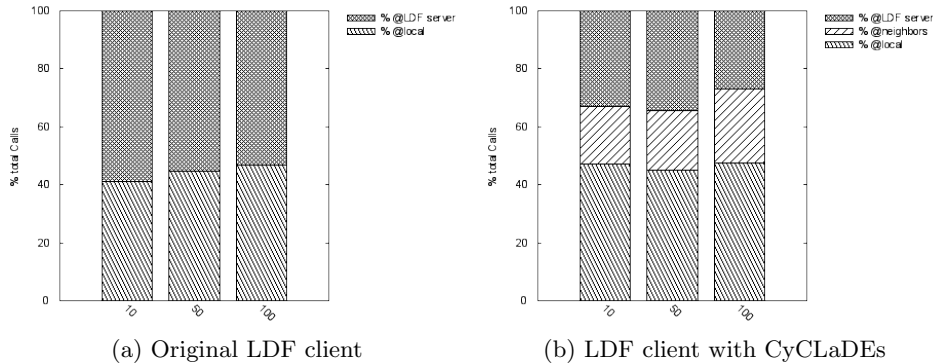 100
80
60
40
20
0
% total Calls
10
50
100
% @LDF server
% @local
(a) Original LDF client
100
80
60
40
20
0
% total Calls
10
50
100
% @LDF server
% @neighbors
% @local
(b) LDF client with CyCLaDEs